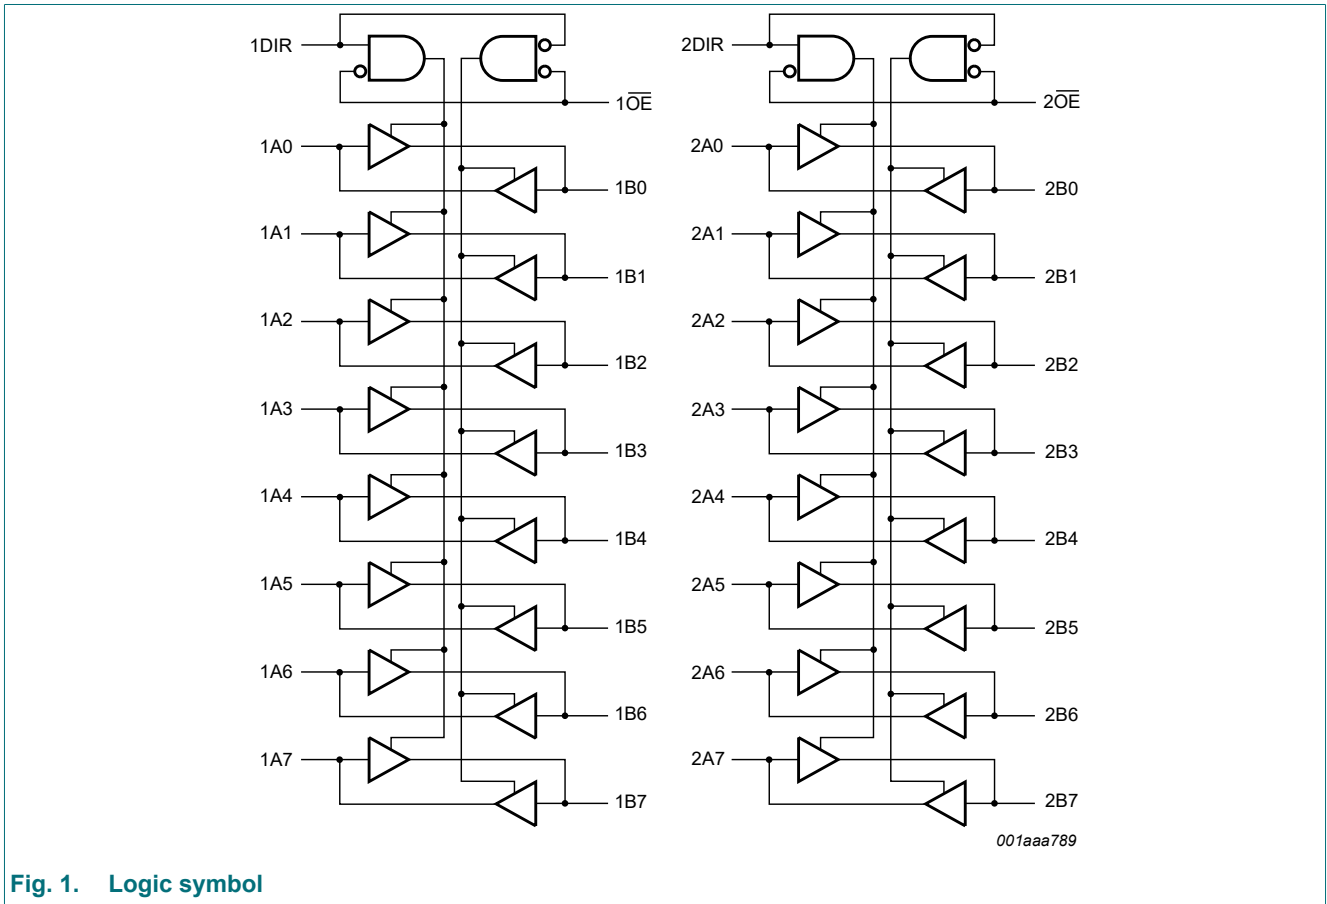 1DIR
2DIR
1O̅E̅
2O̅E̅
1A0
2A0
1B0
2B0
1A1
2A1
1B1
2B1
1A2
2A2
1B2
2B2
1A3
2A3
1B3
2B3
1A4
2A4
1B4
2B4
1A5
2A5
1B5
2B5
1A6
2A6
1B6
2B6
1A7
2A7
1B7
2B7
001aaa789
Fig. 1. Logic symbol